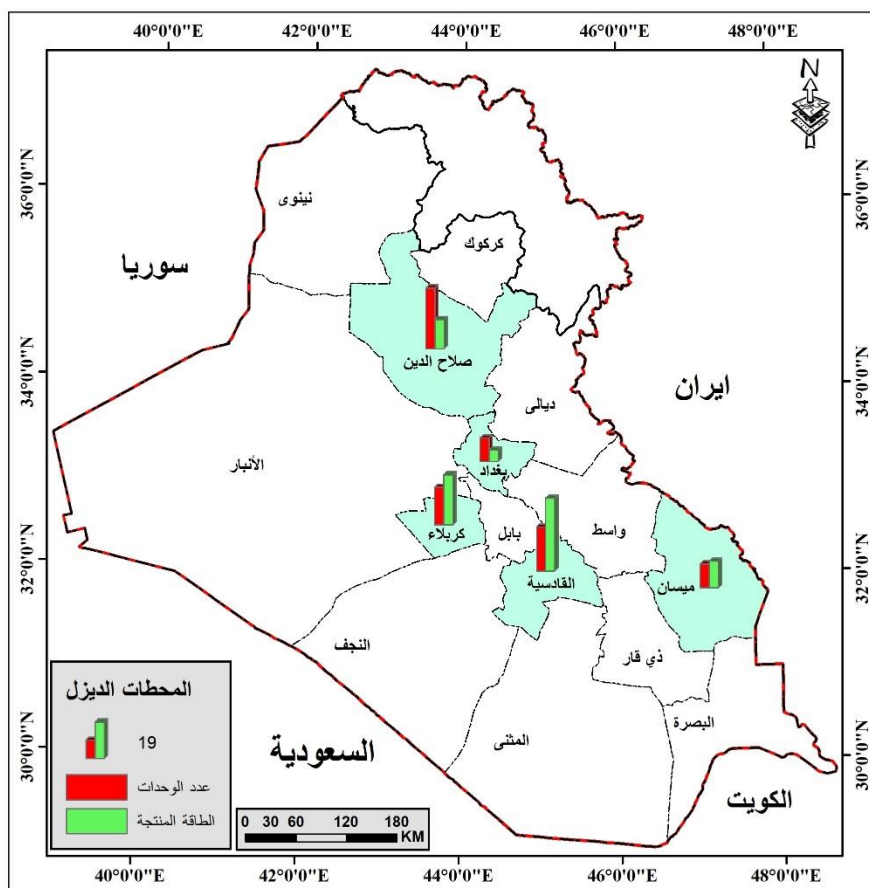 40°0'0"E 42°0'0"E 44°0'0"E 46°0'0"E 48°0'0"E
N
36°0'0"N 36°0'0"N
نينوى
كركوك
سوريا
صلاح الدين
34°0'0"N 34°0'0"N
ايران
ديالى
الأنبار
بغداد
كربلاء
بابل
واسط
32°0'0"N 32°0'0"N
القادسية
ميسان
النجف
ذي قار
المحطات الديزل
19
عدد الوحدات
الطاقة المنتجة
البصرة
المثنى
السعودية
30°0'0"N 30°0'0"N
الكويت
0 30 60 120 180
KM
40°0'0"E 42°0'0"E 44°0'0"E 46°0'0"E 48°0'0"E